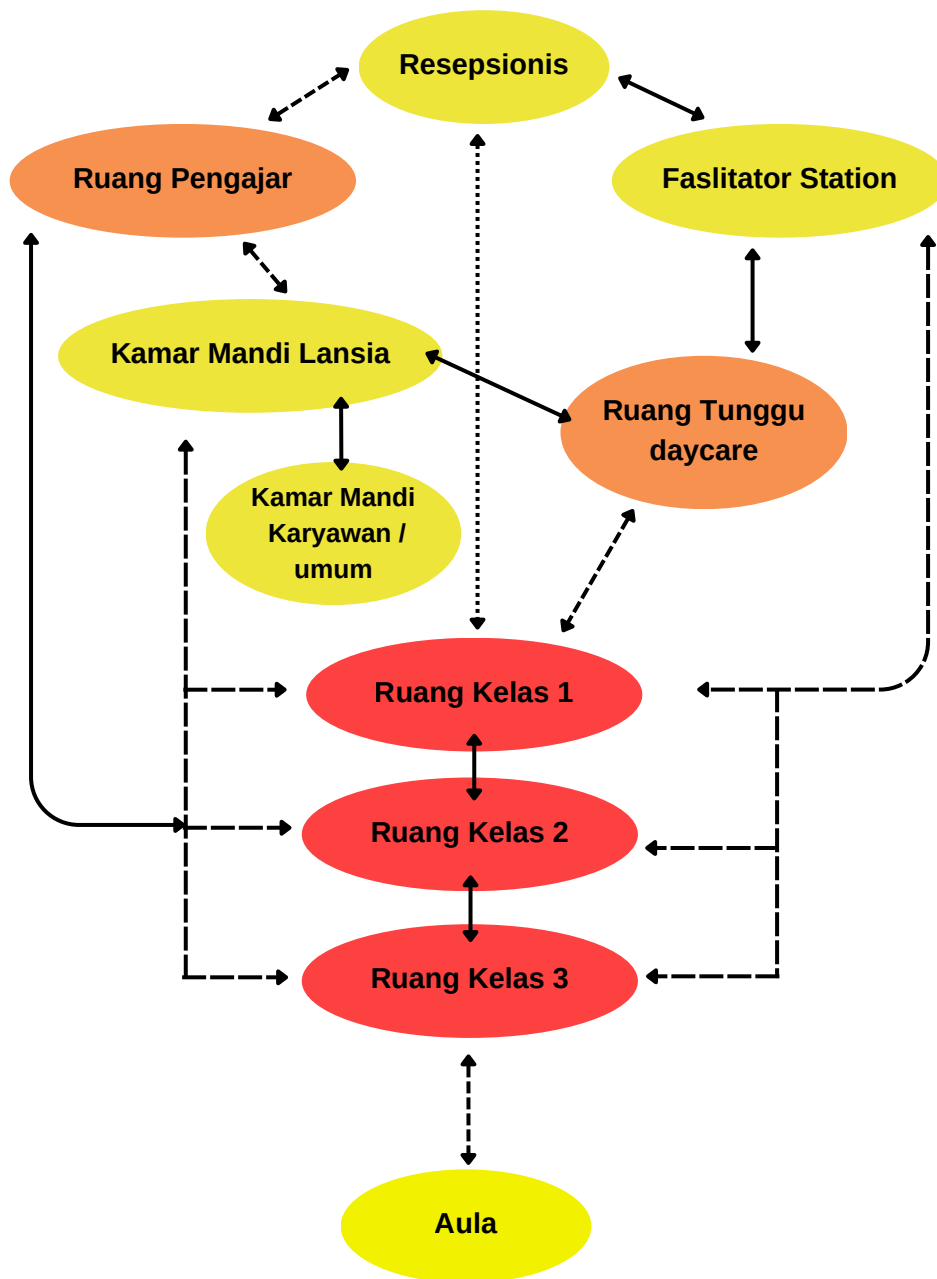 Resepsionis
Ruang Pengajar
Faslitator Station
Kamar Mandi Lansia
Ruang Tunggu
daycare
Kamar Mandi
Karyawan /
umum
Ruang Kelas 1
Ruang Kelas 2
Ruang Kelas 3
Aula